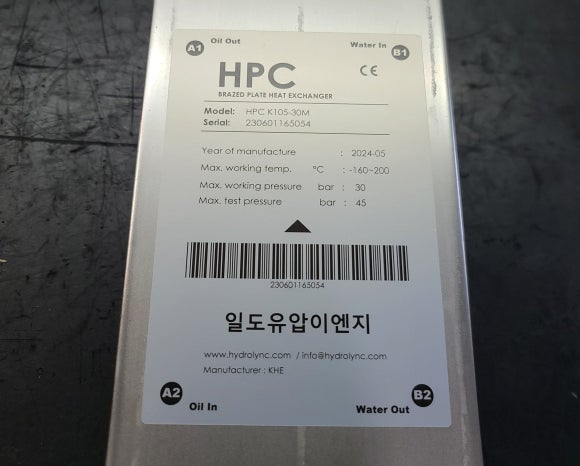 A1 Oil Out Water In B1
HPC CE
BRAZED PLATE HEAT EXCHANGER
Model: HPC K105-30M
Serial: 230601165054
Year of manufacture : 2024-05
Max. working temp. °C : -160~200
Max. working pressure bar : 30
Max. test pressure bar : 45
230601165054
일도유압이엔지
www.hydrolync.com / info@hydrolync.com
Manufacturer : KHE
A2 Oil In Water Out B2